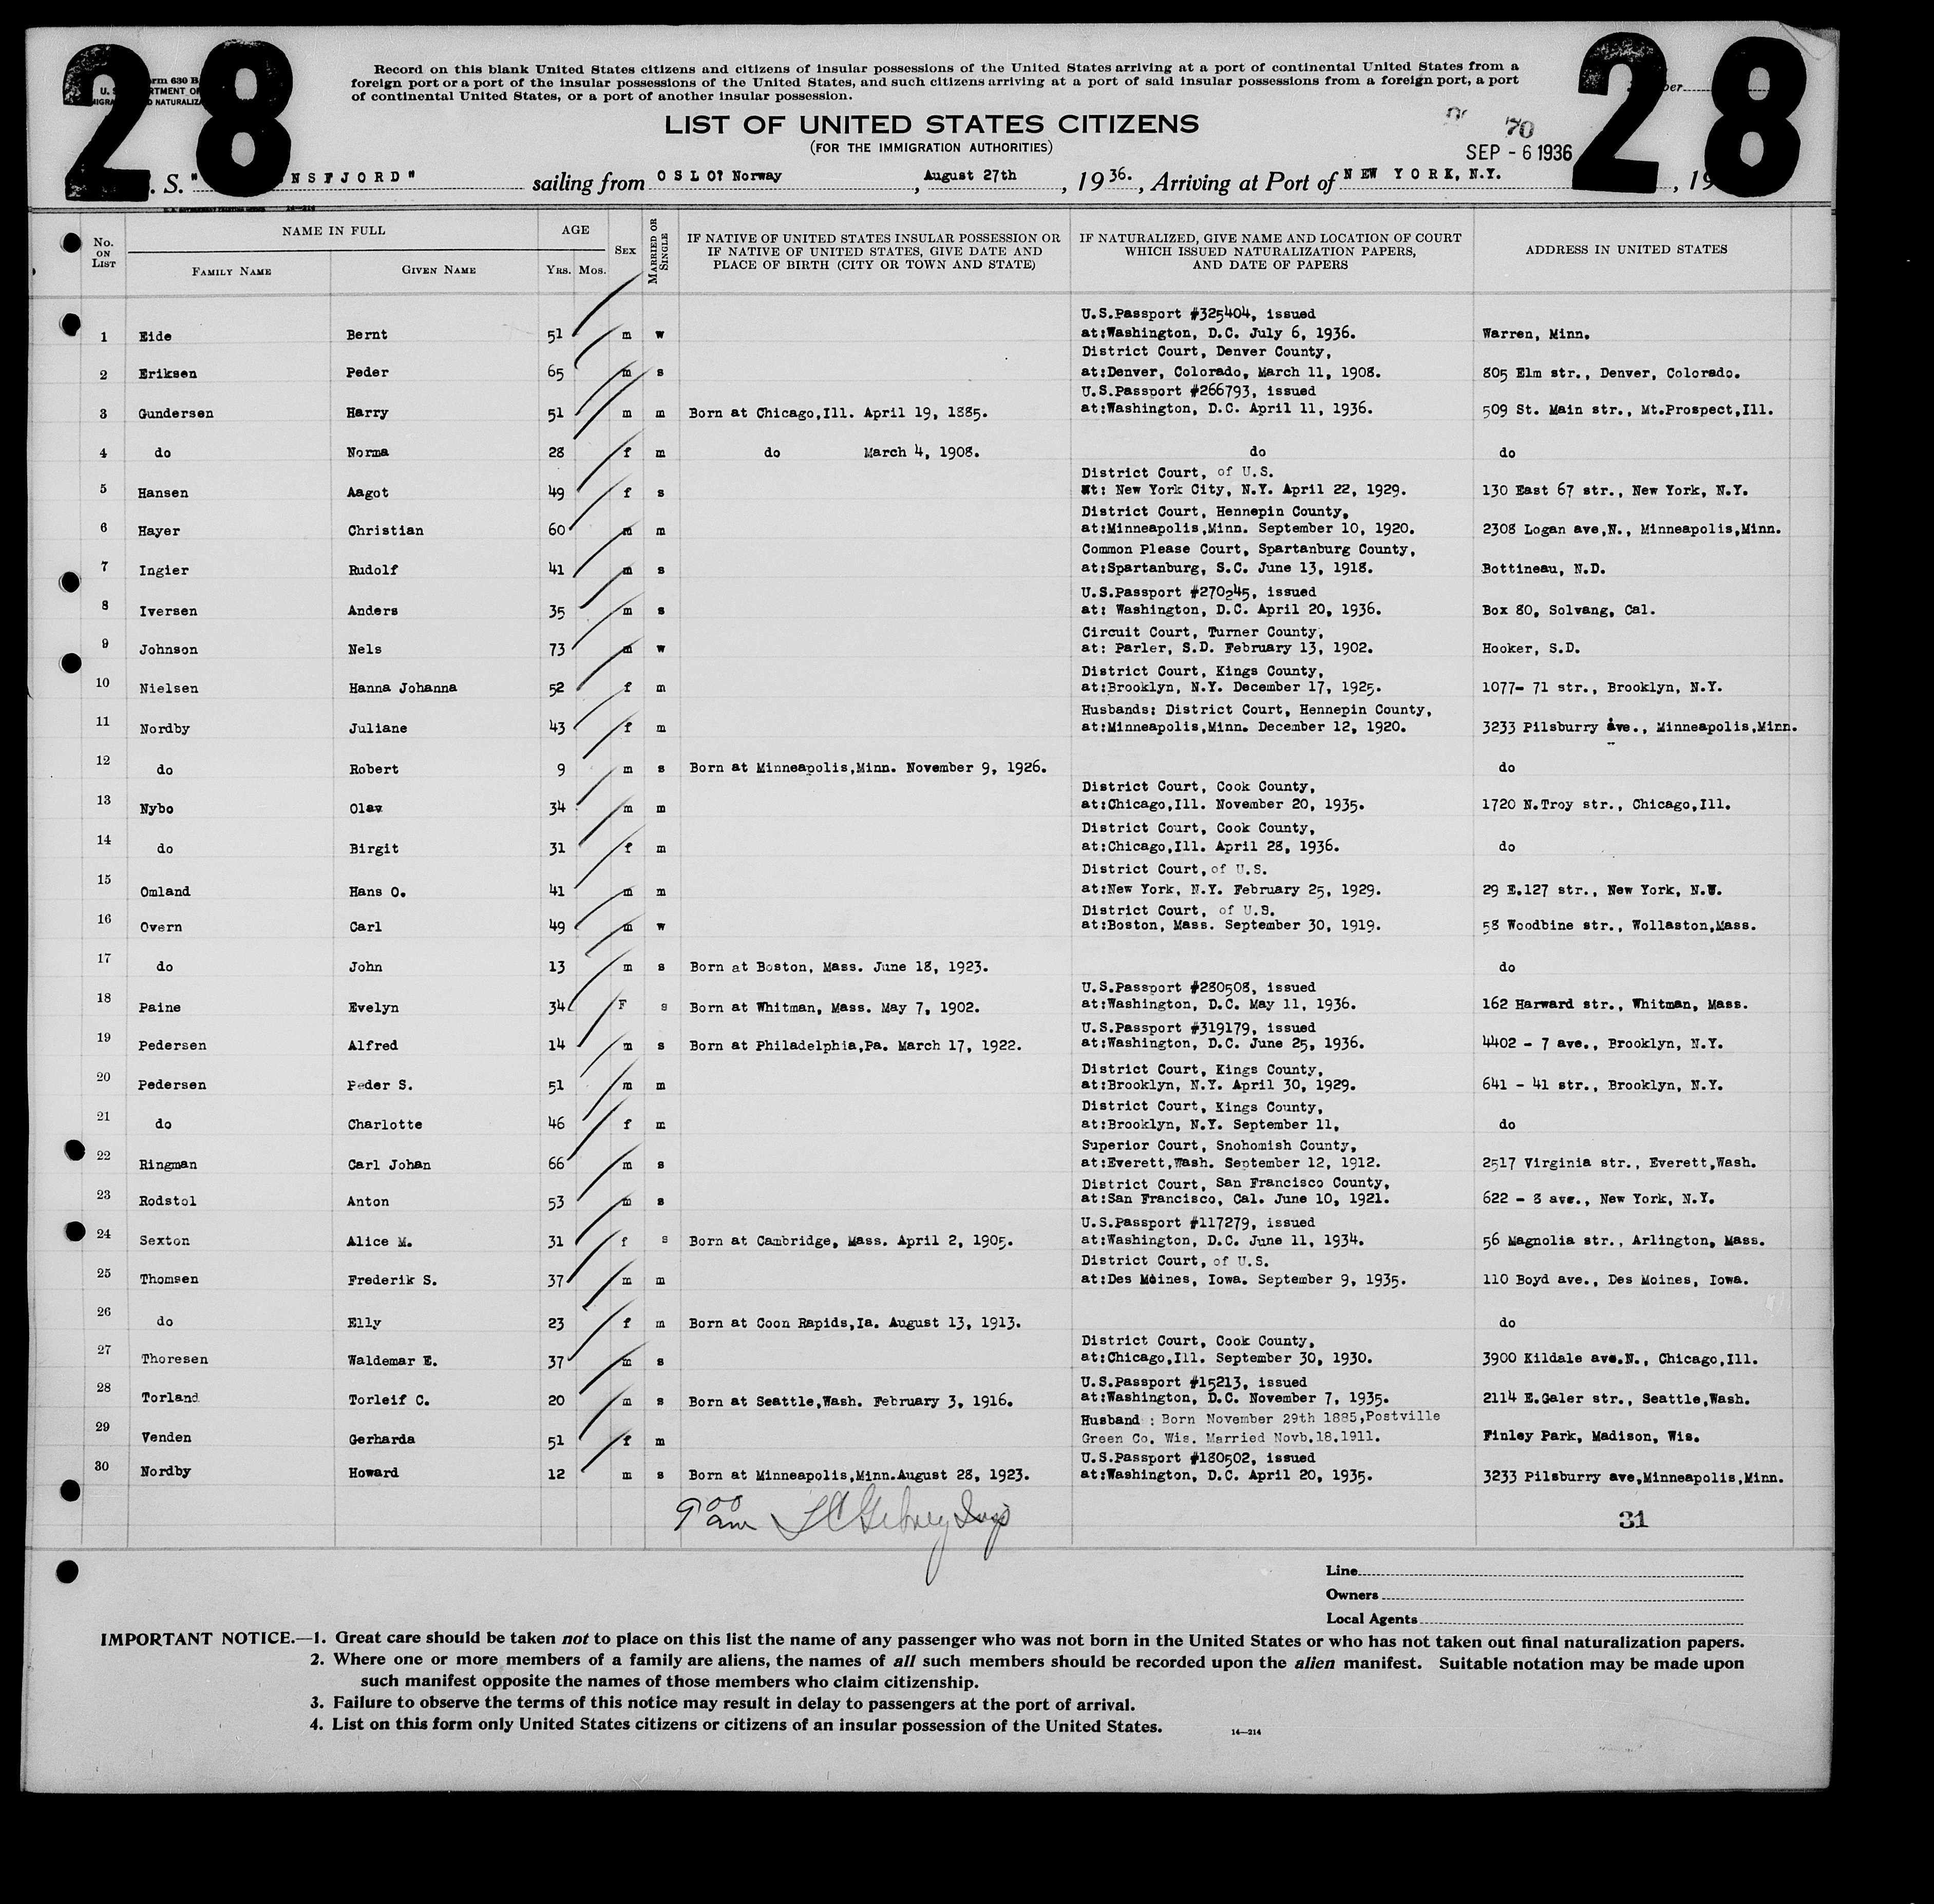 28
28
Record on this blank United States citizens and citizens of insular possessions of the United States arriving at a port of continental United States from a
foreign port or a port of the insular possessions of the United States, and such citizens arriving at a port of said insular possessions from a foreign port, a port
of continental United States, or a port of another insular possession.
LIST OF UNITED STATES CITIZENS
(FOR THE IMMIGRATION AUTHORITIES)
70
SEP - 6 1936
S. " NSFJORD" sailing from OSLO? Norway, August 27th, 1936., Arriving at Port of NEW YORK, N.Y. , 19
No. ON LIST NAME IN FULL AGE SEX MARRIED OR SINGLE IF NATIVE OF UNITED STATES INSULAR POSSESSION OR IF NATIVE OF UNITED STATES, GIVE DATE AND PLACE OF BIRTH (CITY OR TOWN AND STATE) IF NATURALIZED, GIVE NAME AND LOCATION OF COURT WHICH ISSUED NATURALIZATION PAPERS, AND DATE OF PAPERS ADDRESS IN UNITED STATES
FAMILY NAME GIVEN NAME YRS. MOS.
U.S.Passport #325404, issued
1 Eide Bernt 51 m w at:Washington, D.C. July 6, 1936. Warren, Minn.
District Court, Denver County,
2 Eriksen Peder 65 m s at:Denver, Colorado, March 11, 1908. 805 Elm str., Denver, Colorado.
U.S.Passport #266793, issued
3 Gundersen Harry 51 m m Born at Chicago,Ill. April 19, 1885. at:Washington, D.C. April 11, 1936. 509 St. Main str., Mt.Prospect,Ill.
4 do Norma 28 f m do March 4, 1908. do do
District Court, of U.S.
5 Hansen Aagot 49 f s at: New York City, N.Y. April 22, 1929. 130 East 67 str., New York, N.Y.
District Court, Hennepin County,
6 Hayer Christian 60 m m at:Minneapolis,Minn. September 10, 1920. 2308 Logan ave,N., Minneapolis,Minn.
Common Please Court, Spartanburg County,
7 Ingier Rudolf 41 m s at:Spartanburg, S.C. June 13, 1918. Bottineau, N.D.
U.S.Passport #270245, issued
8 Iversen Anders 35 m s at: Washington, D.C. April 20, 1936. Box 80, Solvang, Cal.
Circuit Court, Turner County,
9 Johnson Nels 73 m w at: Parler, S.D. February 13, 1902. Hooker, S.D.
District Court, Kings County,
10 Nielsen Hanna Johanna 52 f m at:Brooklyn, N.Y. December 17, 1925. 1077- 71 str., Brooklyn, N.Y.
Husbands: District Court, Hennepin County,
11 Nordby Juliane 43 f m at:Minneapolis,Minn. December 12, 1920. 3233 Pilsburry ave., Minneapolis,Minn.
12 do Robert 9 m s Born at Minneapolis,Minn. November 9, 1926. do
District Court, Cook County,
13 Nybo Olav 34 m m at:Chicago,Ill. November 20, 1935. 1720 N.Troy str., Chicago,Ill.
District Court, Cook County,
14 do Birgit 31 f m at:Chicago,Ill. April 28, 1936. do
District Court, of U.S.
15 Omland Hans O. 41 m m at:New York, N.Y. February 25, 1929. 29 E.127 str., New York, N.Y.
District Court, of U.S.
16 Overn Carl 49 m w at:Boston, Mass. September 30, 1919. 58 Woodbine str., Wollaston,Mass.
17 do John 13 m s Born at Boston, Mass. June 18, 1923. do
U.S.Passport #280508, issued
18 Paine Evelyn 34 F s Born at Whitman, Mass. May 7, 1902. at:Washington, D.C. May 11, 1936. 162 Harward str., Whitman, Mass.
U.S.Passport #319179, issued
19 Pedersen Alfred 14 m s Born at Philadelphia,Pa. March 17, 1922. at:Washington, D.C. June 25, 1936. 4402 - 7 ave., Brooklyn, N.Y.
District Court, Kings County,
20 Pedersen Peder S. 51 m m at:Brooklyn, N.Y. April 30, 1929. 641 - 41 str., Brooklyn, N.Y.
District Court, Kings County,
21 do Charlotte 46 f m at:Brooklyn, N.Y. September 11, do
Superior Court, Snohomish County,
22 Ringman Carl Johan 66 m s at:Everett,Wash. September 12, 1912. 2517 Virginia str., Everett,Wash.
District Court, San Francisco County,
23 Rodstol Anton 53 m s at:San Francisco, Cal. June 10, 1921. 622 - 8 ave., New York, N.Y.
U.S.Passport #117279, issued
24 Sexton Alice M. 31 f s Born at Cambridge, Mass. April 2, 1905. at:Washington, D.C. June 11, 1934. 56 Magnolia str., Arlington, Mass.
District Court, of U.S.
25 Thomsen Frederik S. 37 m m at:Des Moines, Iowa. September 9, 1935. 110 Boyd ave., Des Moines, Iowa.
26 do Elly 23 f m Born at Coon Rapids,Ia. August 13, 1913. do
District Court, Cook County,
27 Thoresen Waldemar E. 37 m s at:Chicago,Ill. September 30, 1930. 3900 Kildale ave.N., Chicago,Ill.
U.S.Passport #15213, issued
28 Torland Torleif C. 20 m s Born at Seattle,Wash. February 3, 1916. at:Washington, D.C. November 7, 1935. 2114 E.Galer str., Seattle,Wash.
Husband : Born November 29th 1885,Postville
29 Venden Gerharda 51 f m Green Co. Wis. Married Novb.18.1911. Finley Park, Madison, Wis.
U.S.Passport #180502, issued
30 Nordby Howard 12 m s Born at Minneapolis,Minn.August 28, 1923. at:Washington, D.C. April 20, 1935. 3233 Pilsburry ave,Minneapolis,Minn.
9 00 am
31
Line
Owners
Local Agents
IMPORTANT NOTICE.—1. Great care should be taken not to place on this list the name of any passenger who was not born in the United States or who has not taken out final naturalization papers.
2. Where one or more members of a family are aliens, the names of all such members should be recorded upon the alien manifest. Suitable notation may be made upon
such manifest opposite the names of those members who claim citizenship.
3. Failure to observe the terms of this notice may result in delay to passengers at the port of arrival.
4. List on this form only United States citizens or citizens of an insular possession of the United States.
14—214